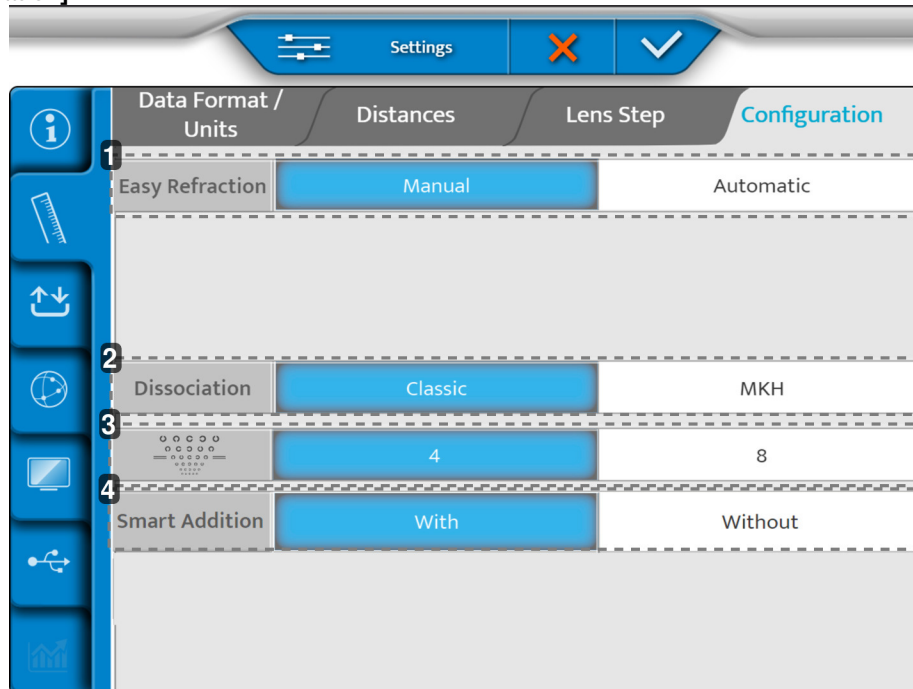 Settings
Data Format /
Units
Distances
Lens Step
Configuration
1
Easy Refraction
Manual
Automatic
2
Dissociation
Classic
MKH
3
4
8
4
Smart Addition
With
Without